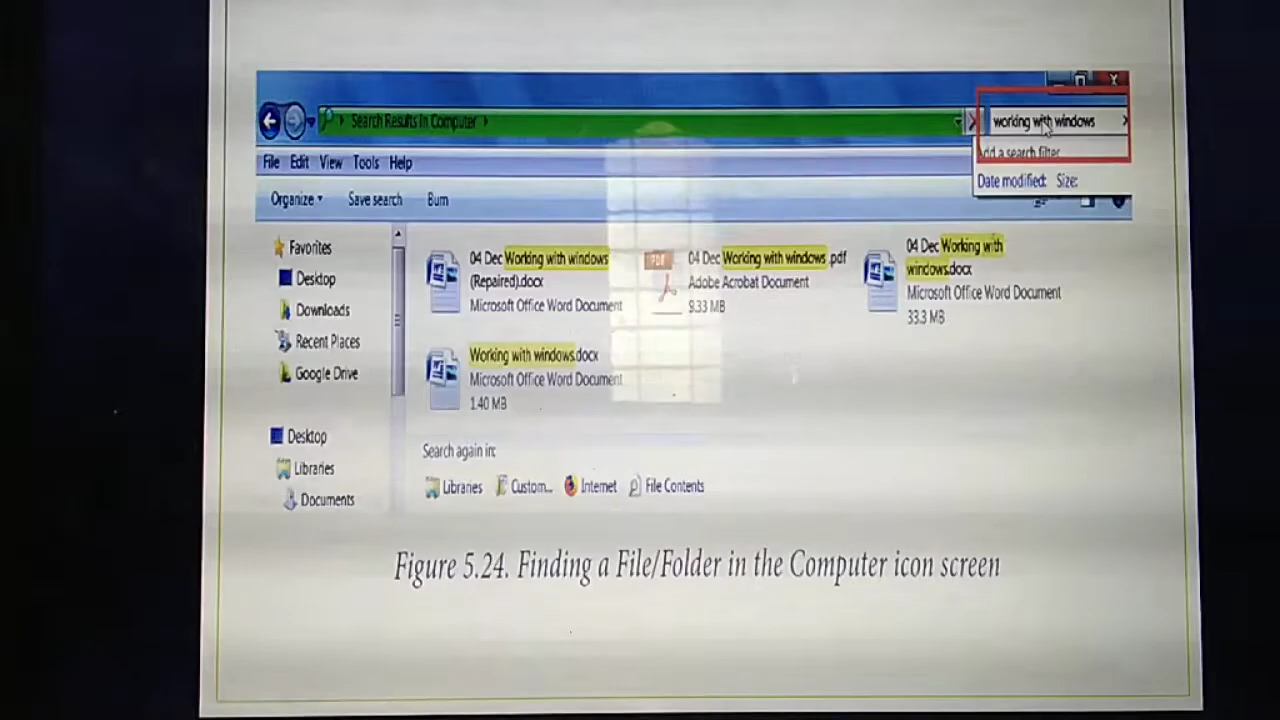 Search Results in Computer
working with windows
File Edit View Tools Help
Add a search filter
Date modified: Size:
Organize Save search Burn
Favorites
Desktop
Downloads
Recent Places
Google Drive
Desktop
Libraries
Documents
04 Dec Working with windows
(Repaired).docx
Microsoft Office Word Document
PDF
04 Dec Working with windows .pdf
Adobe Acrobat Document
9.33 MB
04 Dec Working with
windows.docx
Microsoft Office Word Document
33.3 MB
Working with windows.docx
Microsoft Office Word Document
1.40 MB
Search again in:
Libraries Custom... Internet File Contents
Figure 5.24. Finding a File/Folder in the Computer icon screen